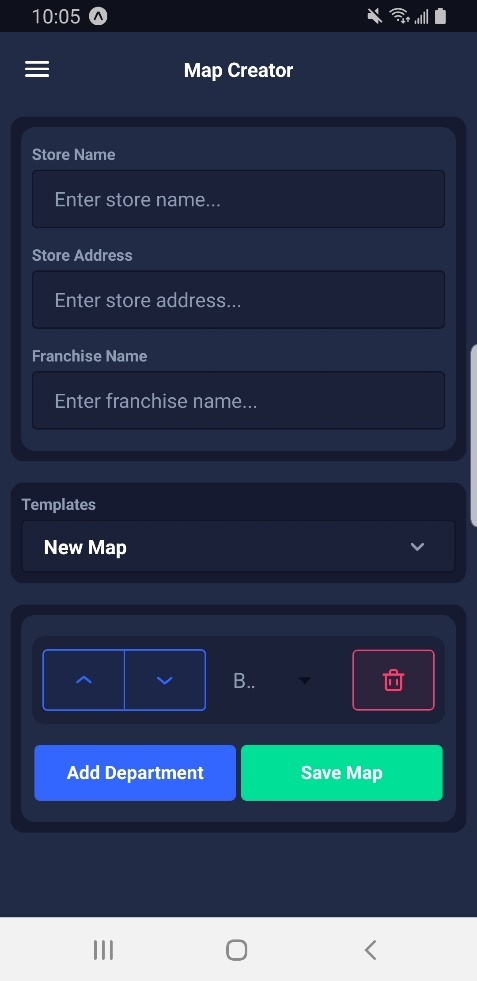 10:05
Map Creator
Store Name
Enter store name...
Store Address
Enter store address...
Franchise Name
Enter franchise name...
Templates
New Map
B..
Add Department Save Map